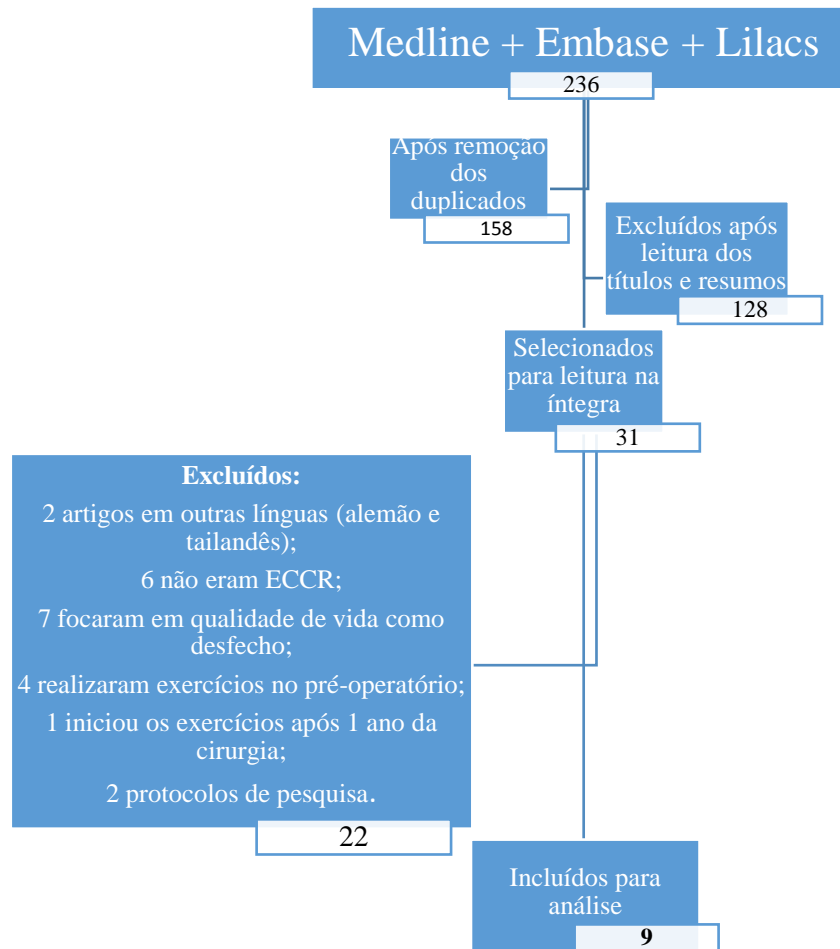 Medline + Embase + Lilacs
236
Após remoção
dos
duplicados
158
Excluídos após
leitura dos
títulos e resumos
128
Selecionados
para leitura na
íntegra
31
Excluídos:
2 artigos em outras línguas (alemão e
tailandês);
6 não eram ECCR;
7 focaram em qualidade de vida como
desfecho;
4 realizaram exercícios no pré-operatório;
1 iniciou os exercícios após 1 ano da
cirurgia;
2 protocolos de pesquisa.
22
Incluídos para
análise
9